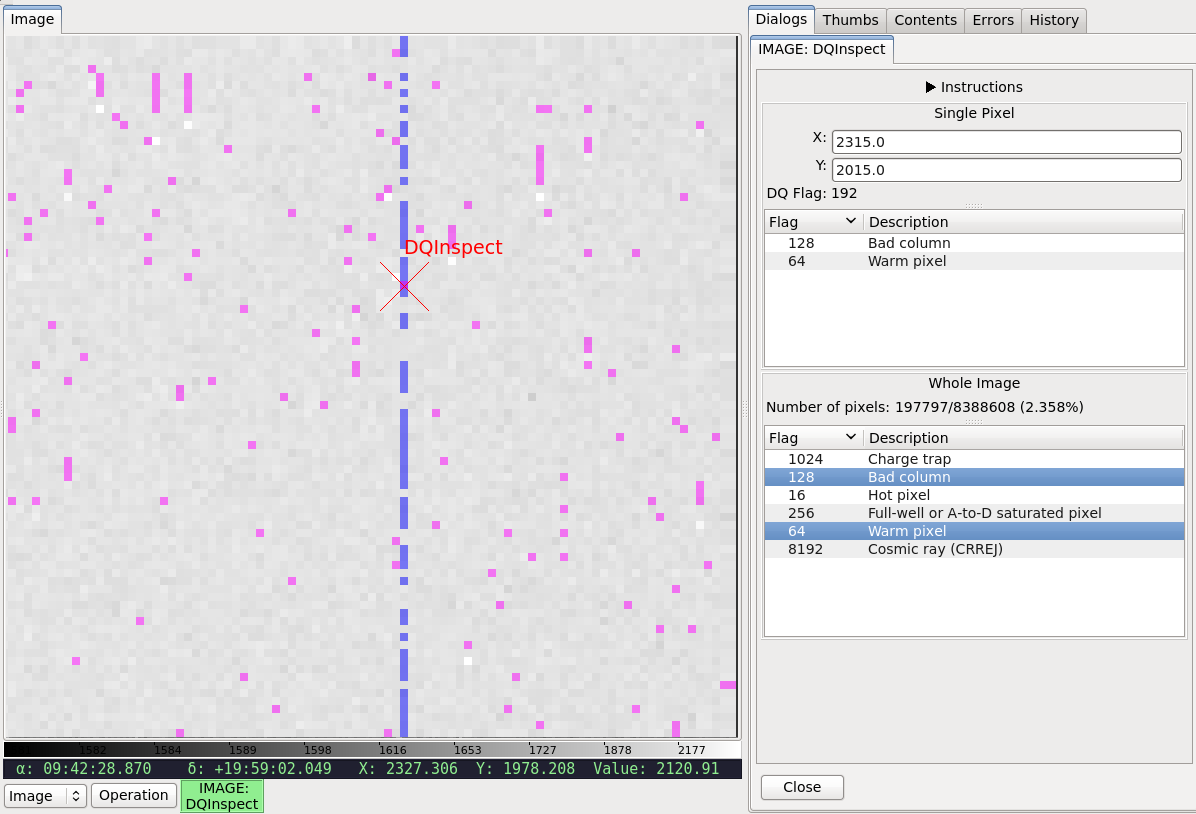 Image
DQInspect
1582 1584 1589 1598 1616 1653 1727 1878 2177
α: 09:42:28.870 δ: +19:59:02.049 X: 2327.306 Y: 1978.208 Value: 2120.91
Image Operation IMAGE:
DQInspect
Dialogs Thumbs Contents Errors History
IMAGE: DQInspect
Instructions
Single Pixel
X: 2315.0
Y: 2015.0
DQ Flag: 192
Flag Description
128 Bad column
64 Warm pixel
Whole Image
Number of pixels: 197797/8388608 (2.358%)
Flag Description
1024 Charge trap
128 Bad column
16 Hot pixel
256 Full-well or A-to-D saturated pixel
64 Warm pixel
8192 Cosmic ray (CRREJ)
Close